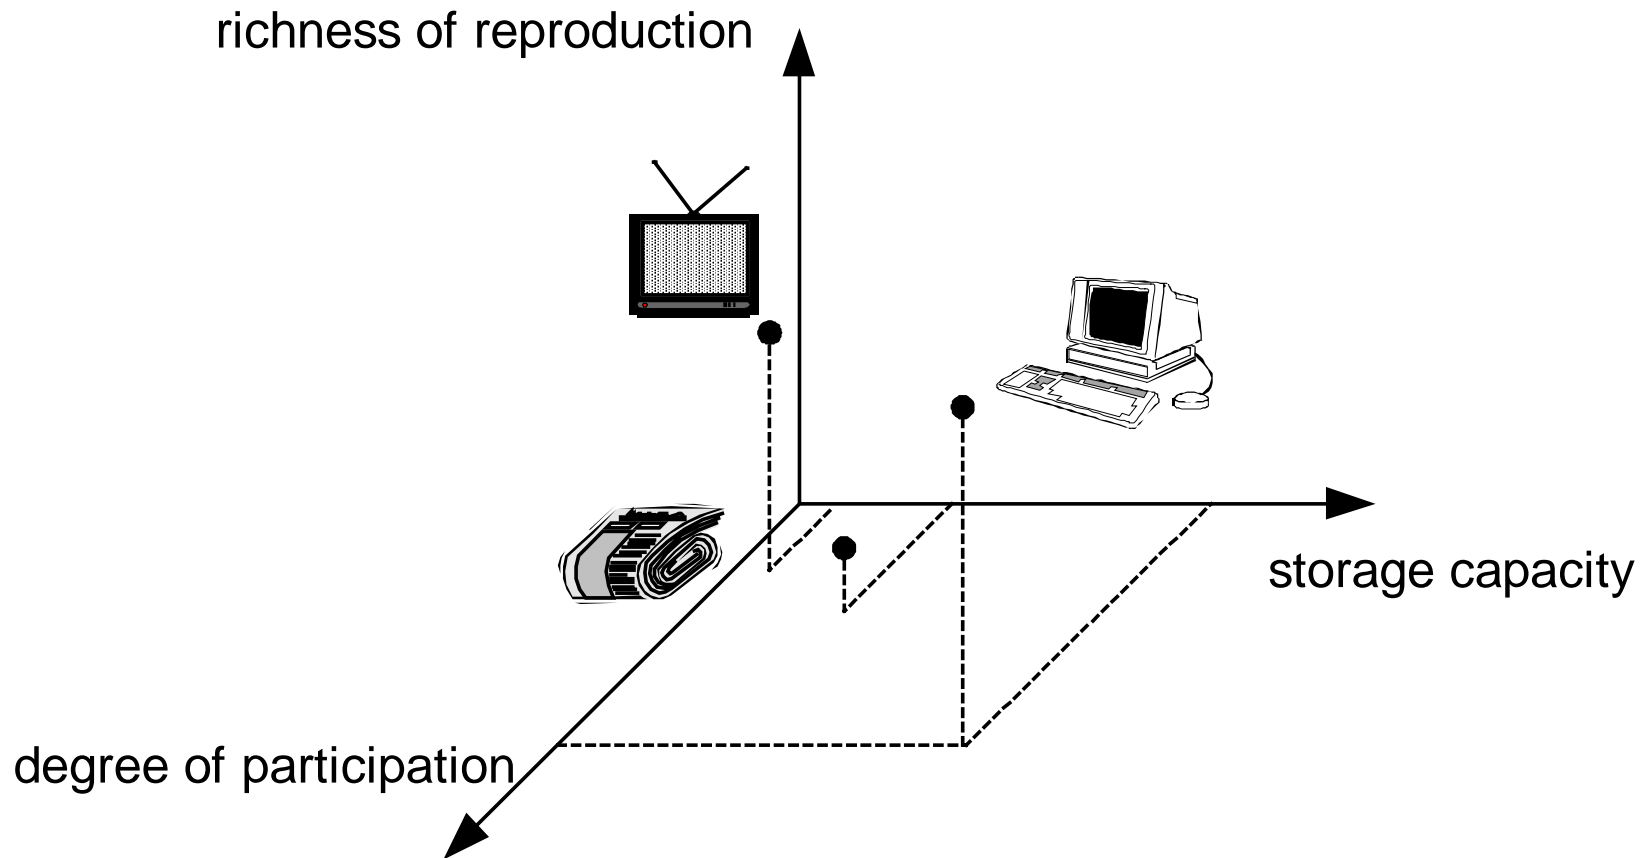 richness of reproduction
storage capacity
degree of participation